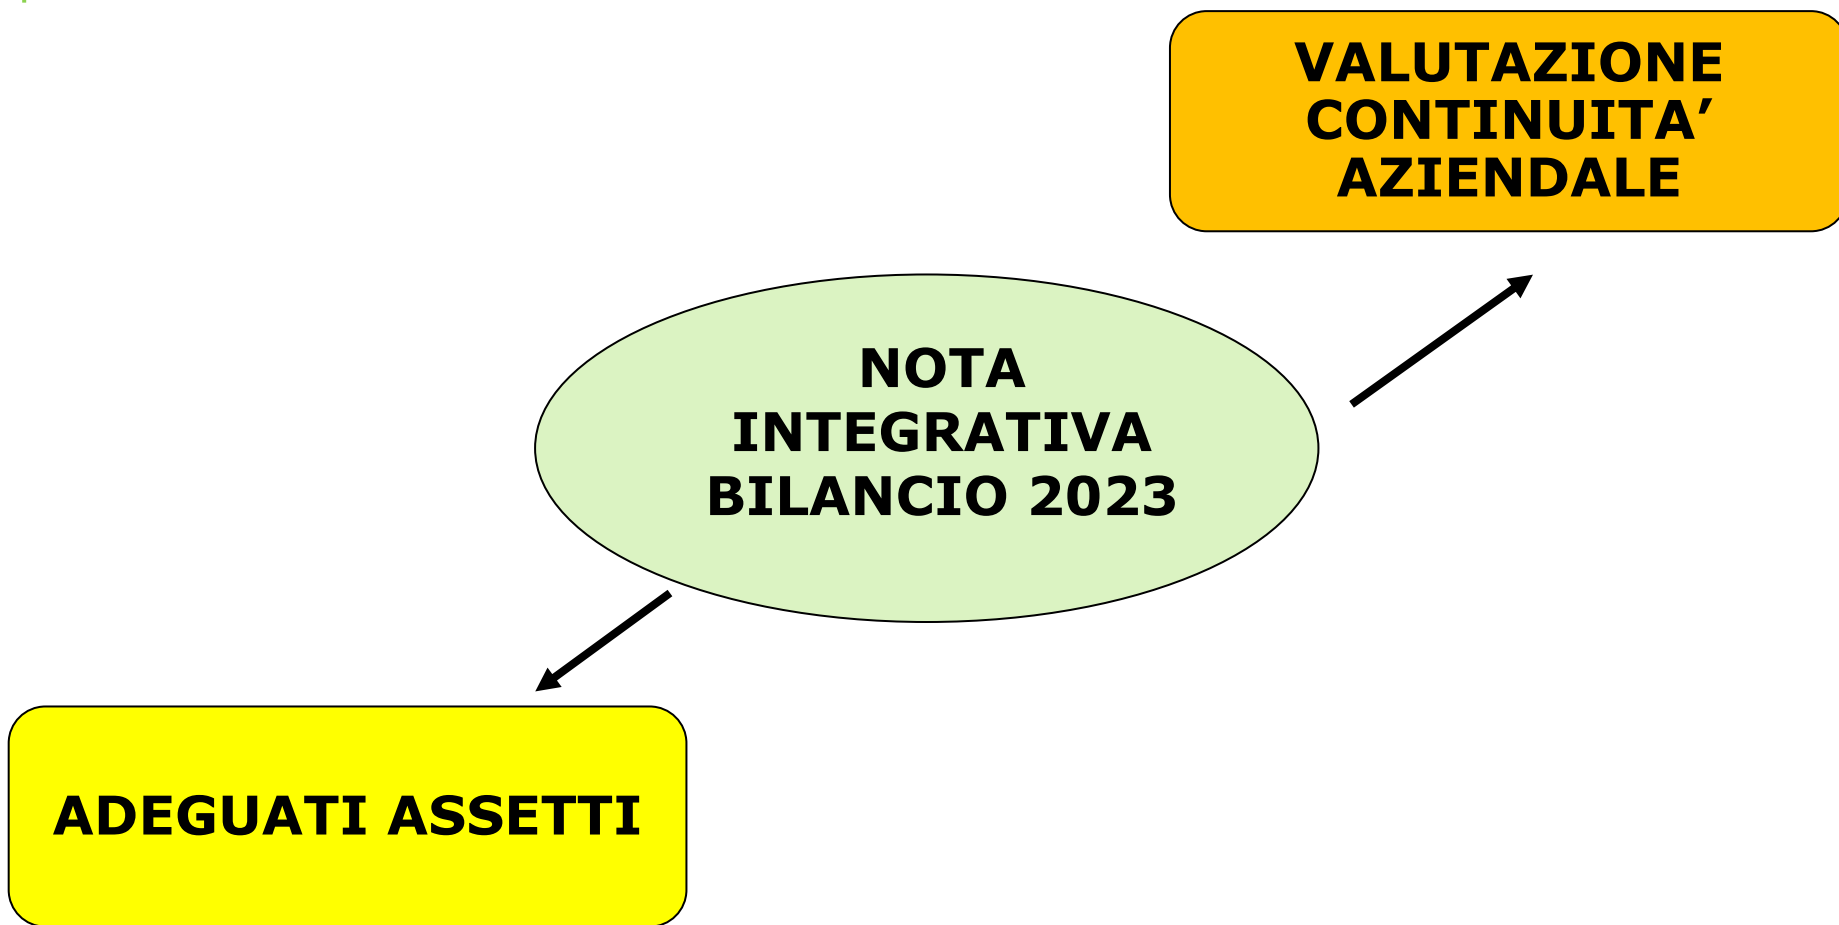 VALUTAZIONE
CONTINUITA’
AZIENDALE
NOTA
INTEGRATIVA
BILANCIO 2023
ADEGUATI ASSETTI